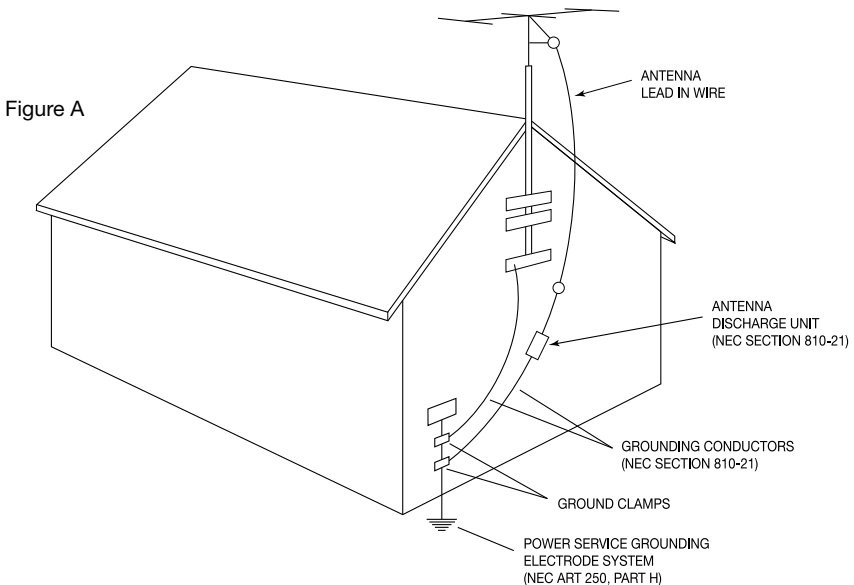 Figure A
ANTENNA
LEAD IN WIRE
ANTENNA
DISCHARGE UNIT
(NEC SECTION 810-21)
GROUNDING CONDUCTORS
(NEC SECTION 810-21)
GROUND CLAMPS
POWER SERVICE GROUNDING
ELECTRODE SYSTEM
(NEC ART 250, PART H)